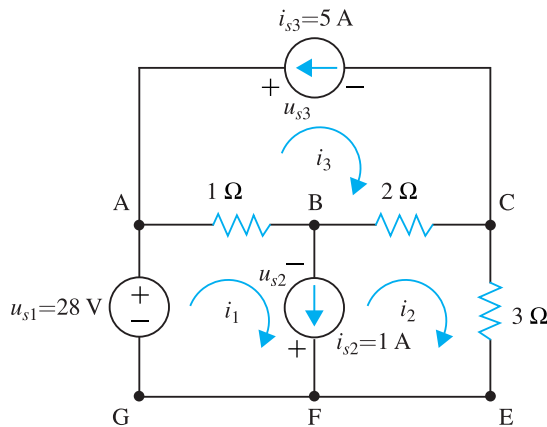 i_{s3}=5 A
+ −
u_{s3}
i_3
1 Ω
2 Ω
A
B
C
u_{s2} −
+
−
u_{s1}=28 V
i_1
i_2
3 Ω
+ i_{s2}=1 A
G
F
E